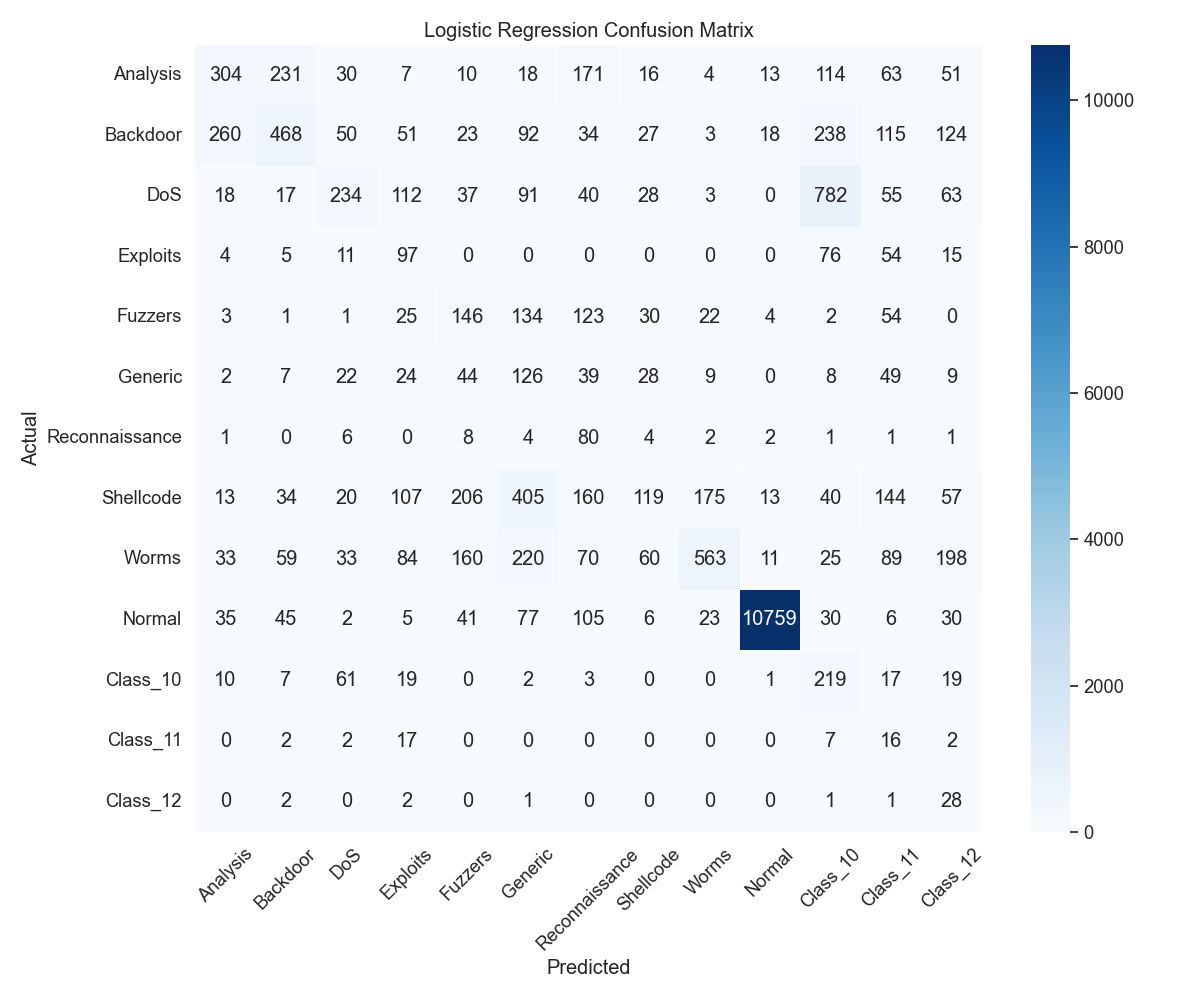 Logistic Regression Confusion Matrix
Analysis 304 231 30 7 10 18 171 16 4 13 114 63 51
Backdoor 260 468 50 51 23 92 34 27 3 18 238 115 124
DoS 18 17 234 112 37 91 40 28 3 0 782 55 63
Exploits 4 5 11 97 0 0 0 0 0 0 76 54 15
Fuzzers 3 1 1 25 146 134 123 30 22 4 2 54 0
Generic 2 7 22 24 44 126 39 28 9 0 8 49 9
Reconnaissance 1 0 6 0 8 4 80 4 2 2 1 1 1
Shellcode 13 34 20 107 206 405 160 119 175 13 40 144 57
Worms 33 59 33 84 160 220 70 60 563 11 25 89 198
Normal 35 45 2 5 41 77 105 6 23 10759 30 6 30
Class_10 10 7 61 19 0 2 3 0 0 1 219 17 19
Class_11 0 2 2 17 0 0 0 0 0 0 7 16 2
Class_12 0 2 0 2 0 1 0 0 0 0 1 1 28
Analysis Backdoor DoS Exploits Fuzzers Generic Reconnaissance Shellcode Worms Normal Class_10 Class_11 Class_12
Predicted
Actual
10000
8000
6000
4000
2000
0